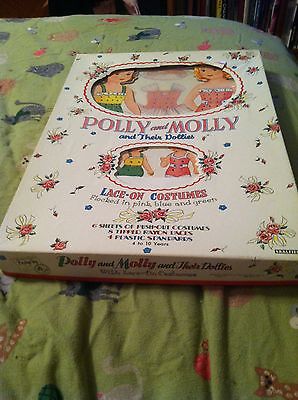 POLLY and MOLLY
and Their Dollies
LACE-ON COSTUMES
Flocked in pink, blue and green
6 SHEETS OF PUSH-OUT COSTUMES
8 TIPPED RAYON LACES
4 PLASTIC STANDARDS
4 to 10 Years
Polly and Molly and Their Dollies
With Lace-On Costumes